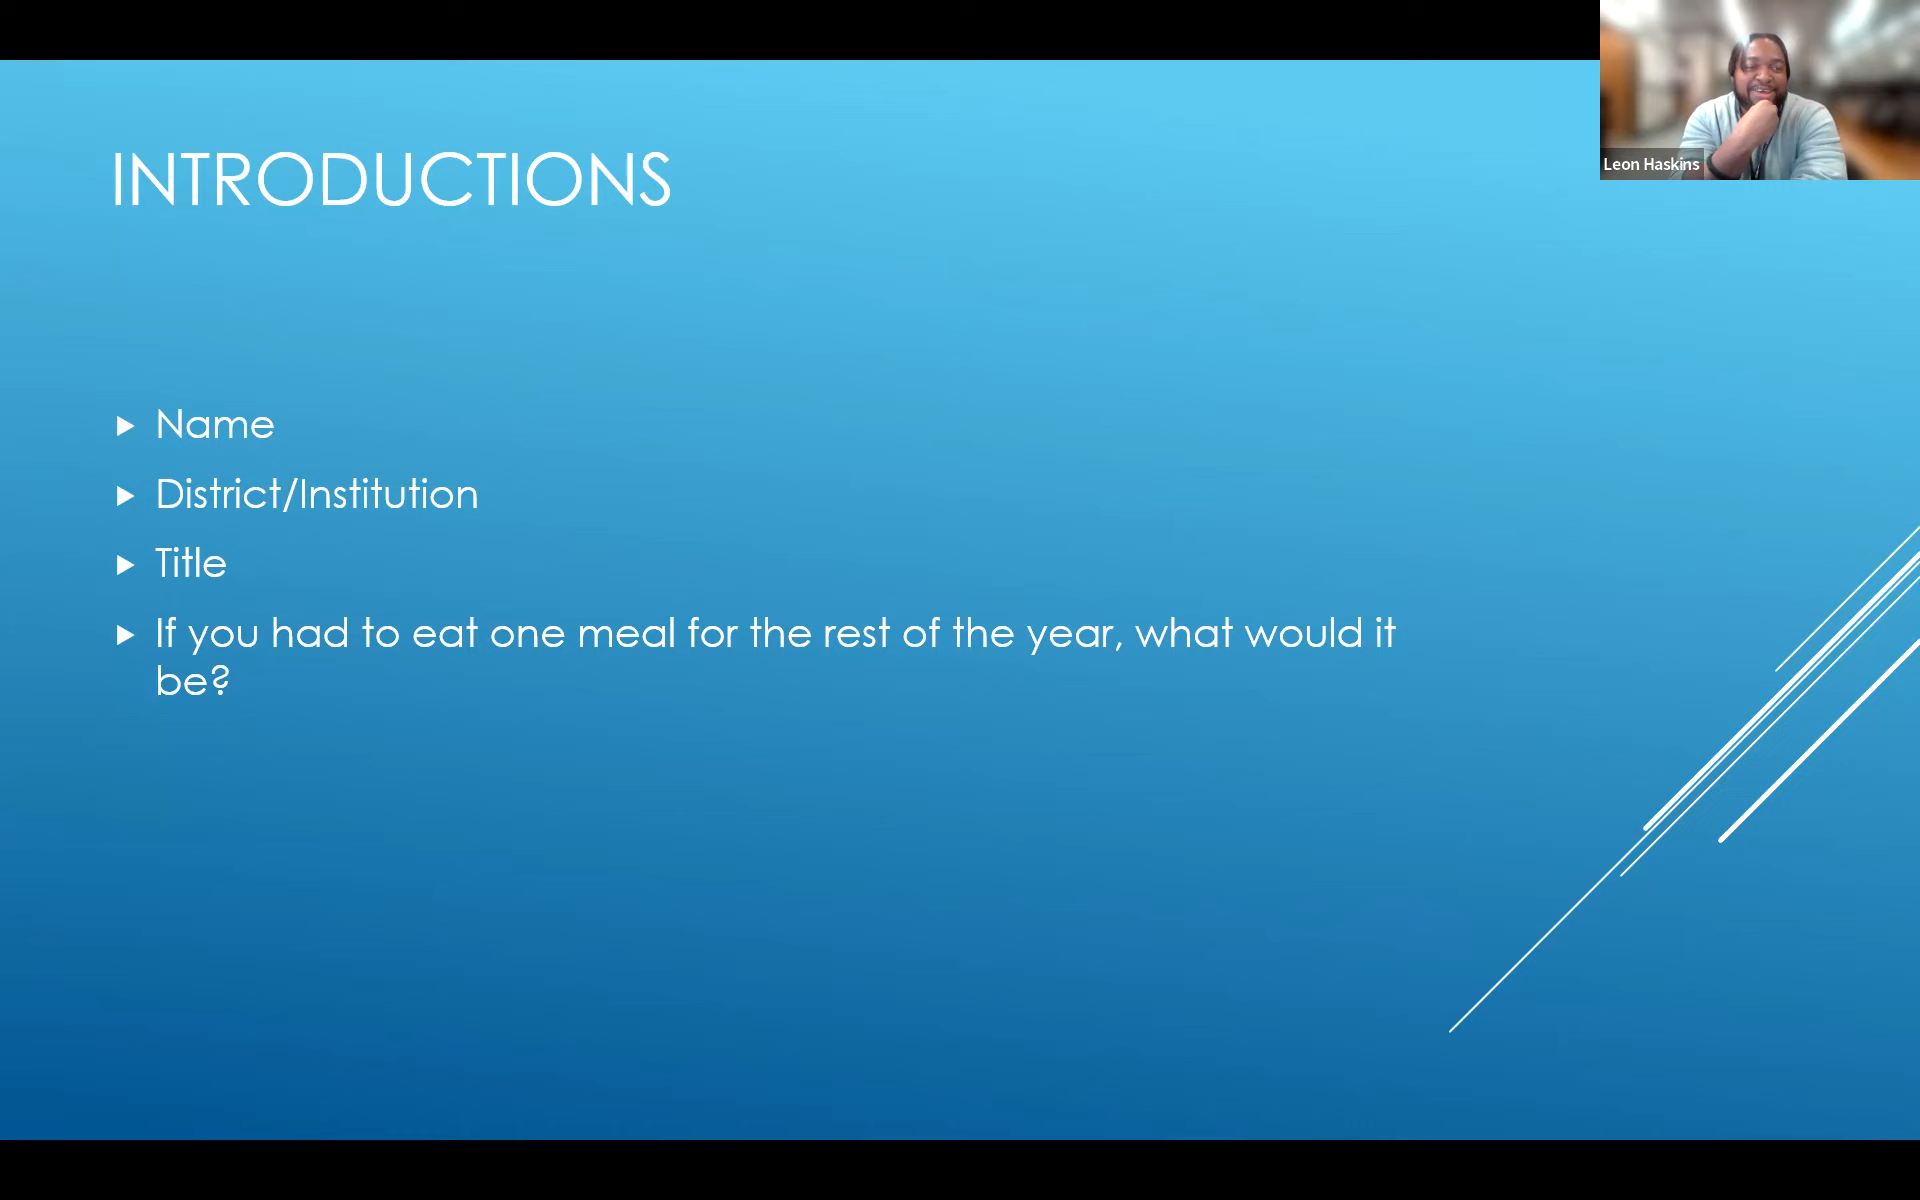 INTRODUCTIONS
Name
District/Institution
Title
If you had to eat one meal for the rest of the year, what would it
be?
Leon Haskins